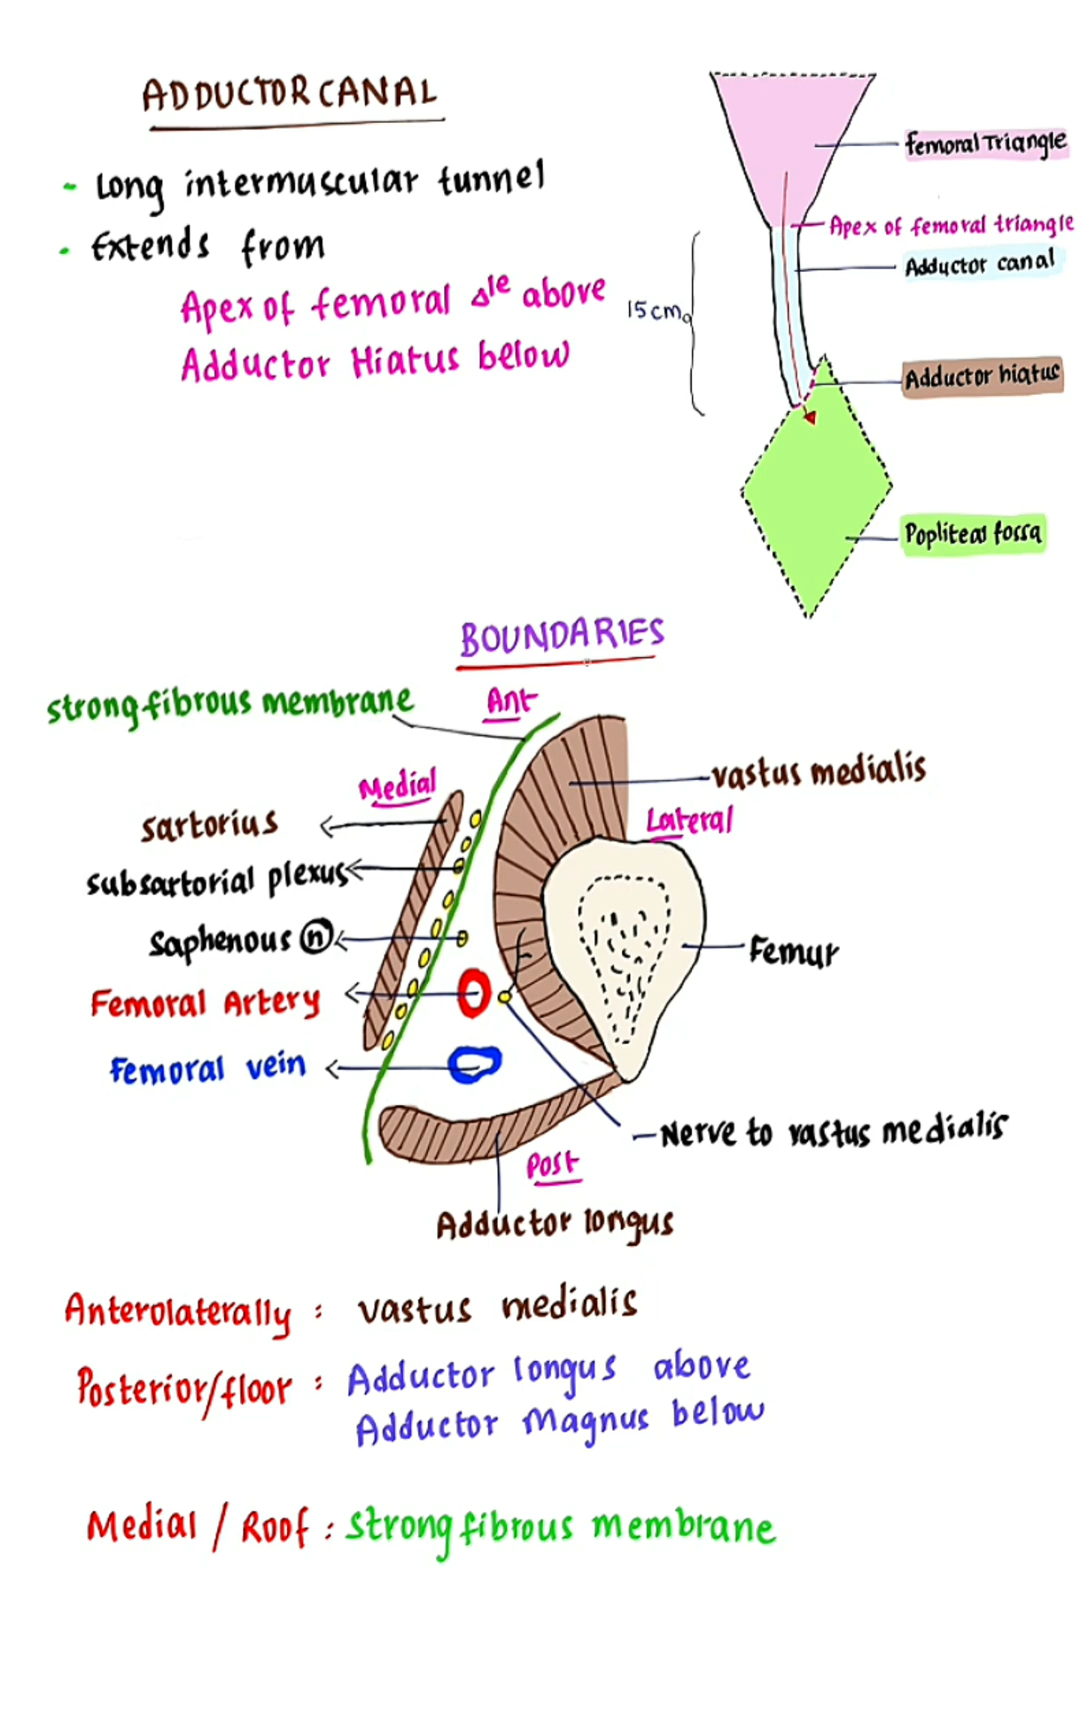 ADDUCTOR CANAL
- Long intermuscular tunnel
- Extends from
Apex of femoral Δle above
Adductor Hiatus below
15cm
Femoral Triangle
Apex of femoral triangle
Adductor canal
Adductor hiatus
Popliteal fossa
BOUNDARIES
strong fibrous membrane
Ant
vastus medialis
Medial
Lateral
sartorius
subsartorial plexus
Saphenous n
Femur
Femoral Artery
Femoral vein
Nerve to vastus medialis
Post
Adductor longus
Anterolaterally : vastus medialis
Posterior/floor : Adductor longus above
Adductor Magnus below
Medial / Roof : strong fibrous membrane